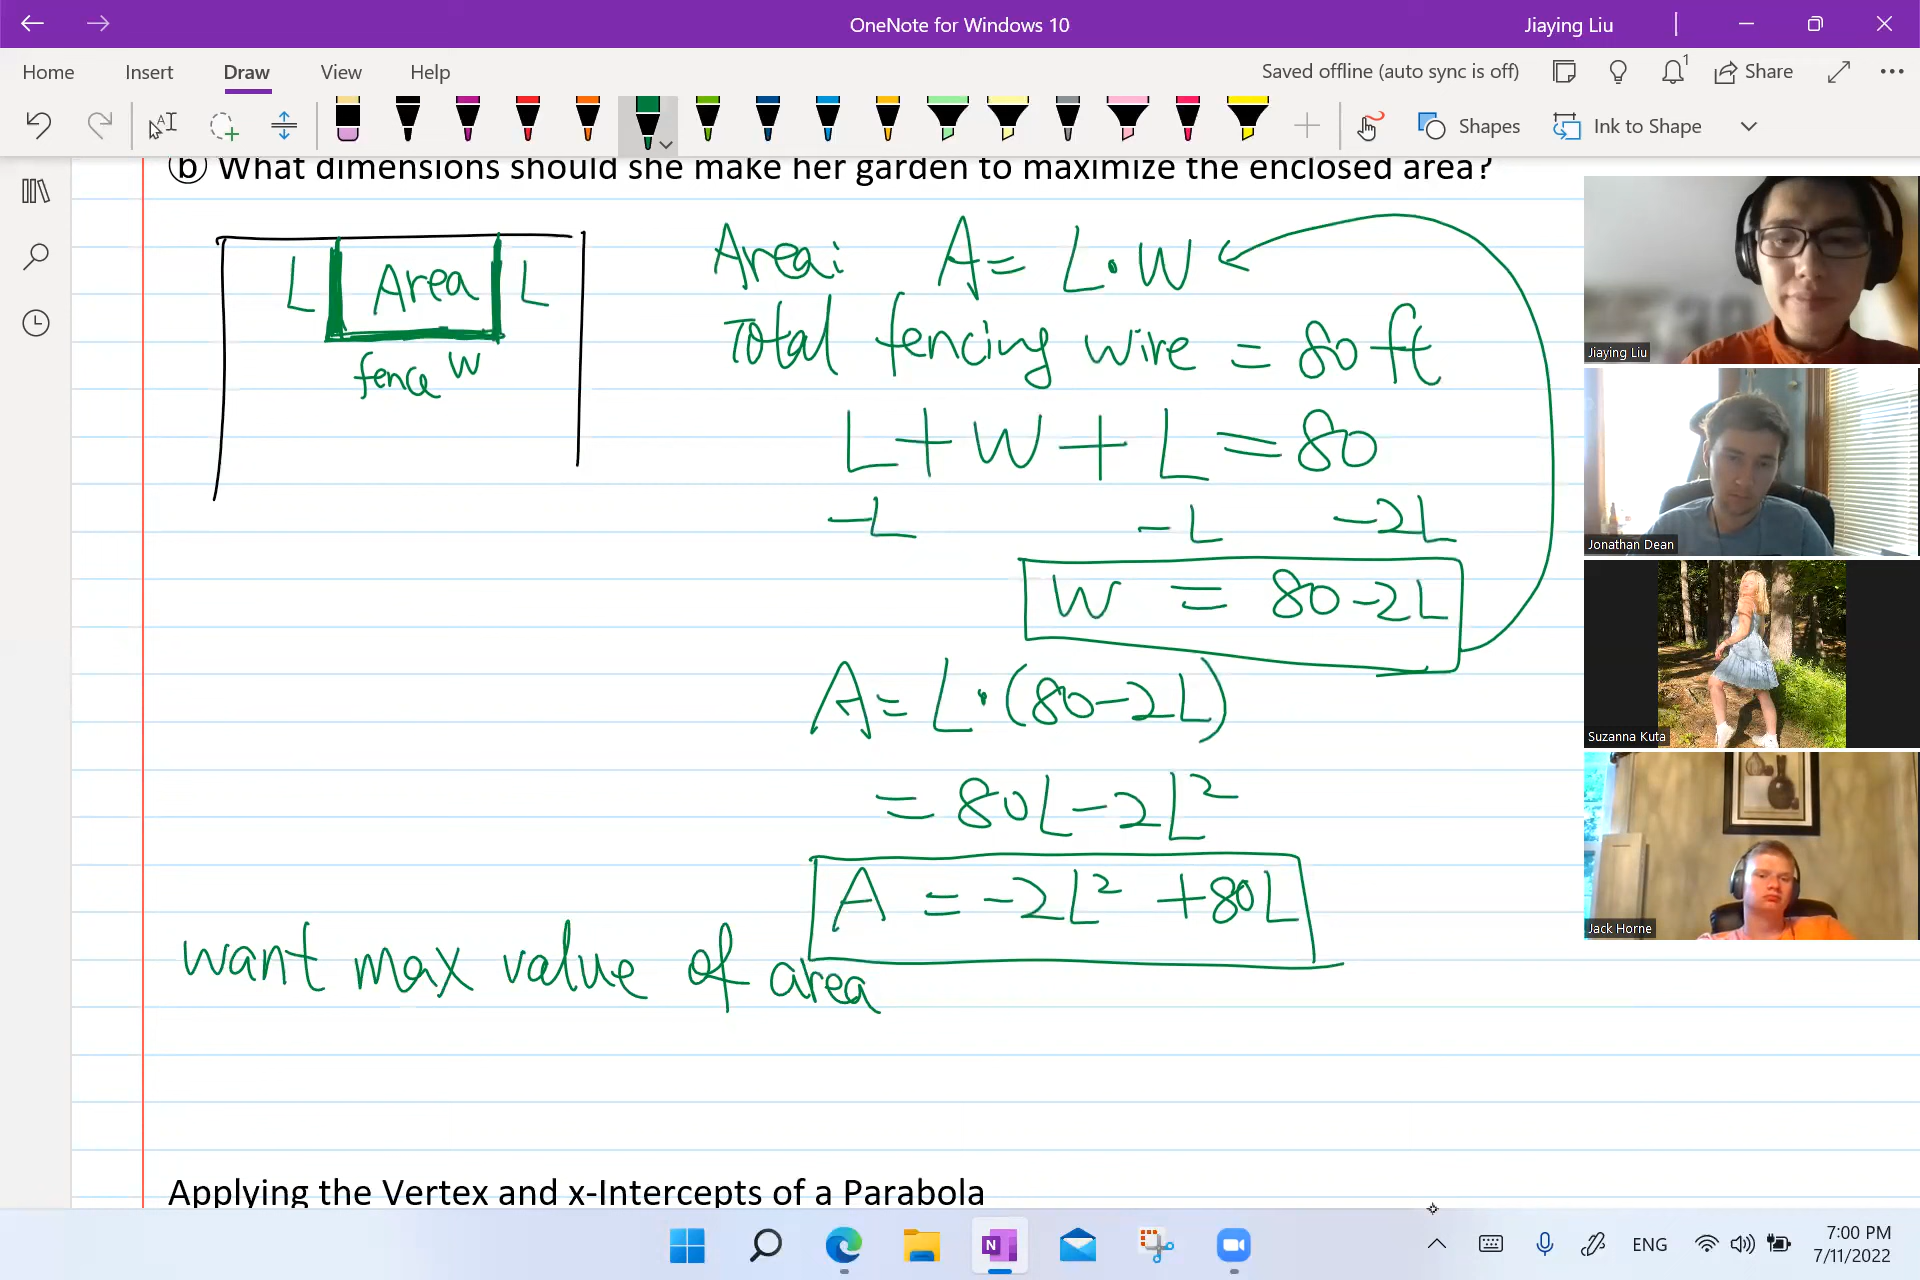 OneNote for Windows 10
Jiaying Liu
Home Insert Draw View Help
Saved offline (auto sync is off)
1
Share
Shapes
Ink to Shape
ⓑ What dimensions should she make her garden to maximize the enclosed area?
L Area L
fence W
Area: A = L · W
Total fencing wire = 80 ft
L + W + L = 80
-L -L -2L
W = 80 - 2L
A = L · (80 - 2L)
= 80L - 2L²
A = -2L² + 80L
want max value of area
Applying the Vertex and x-Intercepts of a Parabola
Jiaying Liu
Jonathan Dean
Suzanna Kuta
Jack Horne
ENG
7:00 PM
7/11/2022